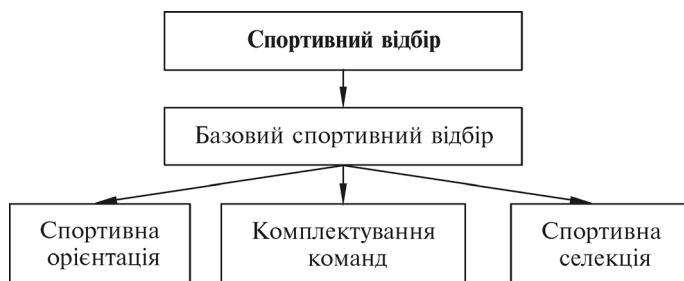 Спортивний відбір
Базовий спортивний відбір
Спортивна
орієнтація
Комплектування
команд
Спортивна
селекція